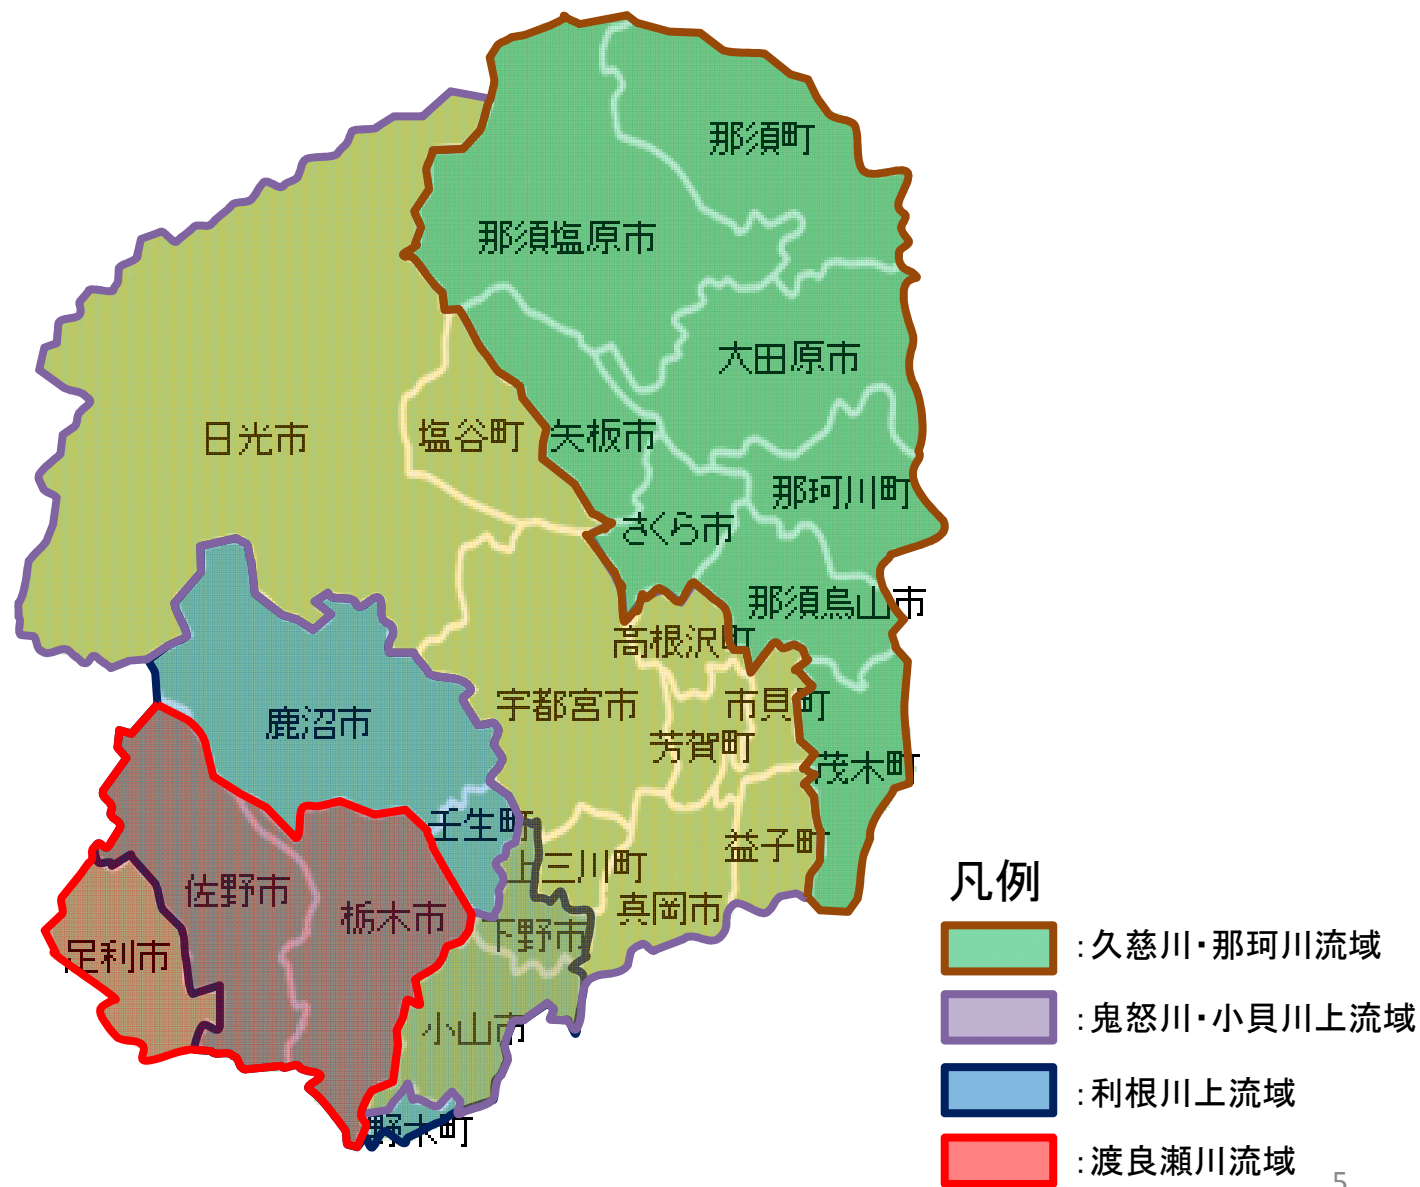 那須町
那須塩原市
大田原市
日光市
塩谷町
矢板市
那珂川町
さくら市
那須烏山市
高根沢町
宇都宮市
市貝町
鹿沼市
芳賀町
茂木町
壬生町
益子町
上三川町
佐野市
真岡市
栃木市
下野市
足利市
小山市
野木町
凡例
:久慈川・那珂川流域
:鬼怒川・小貝川上流域
:利根川上流域
:渡良瀬川流域
5